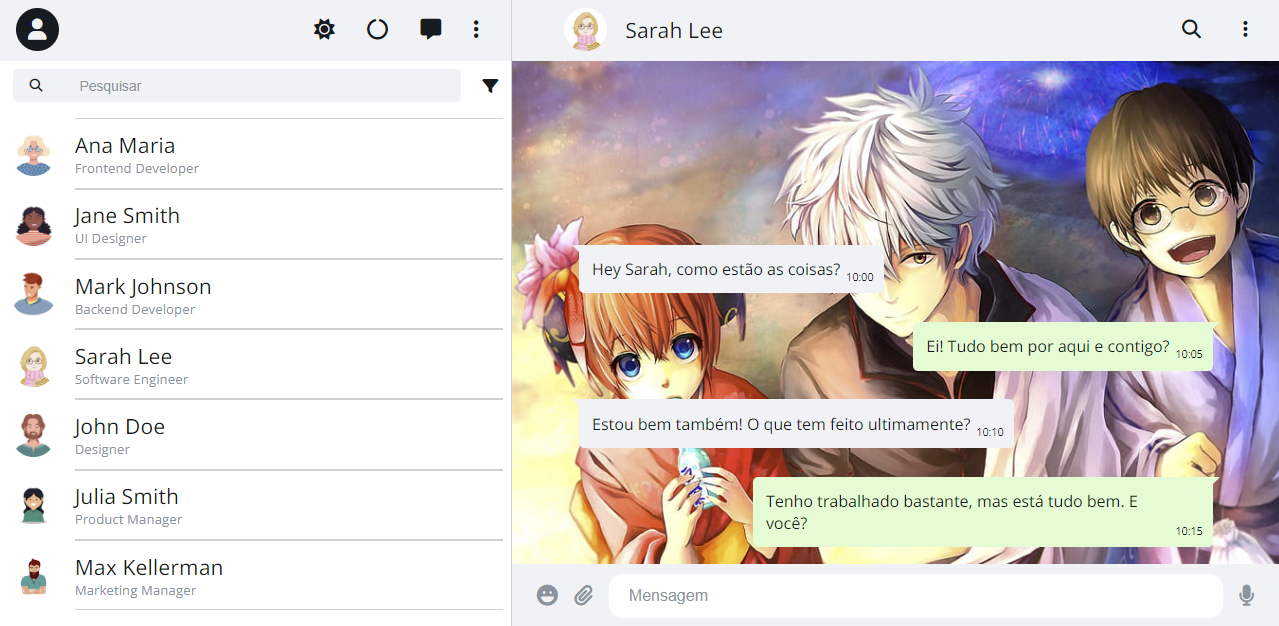 Pesquisar
Ana Maria
Frontend Developer
Jane Smith
UI Designer
Mark Johnson
Backend Developer
Sarah Lee
Software Engineer
John Doe
Designer
Julia Smith
Product Manager
Max Kellerman
Marketing Manager
Sarah Lee
Hey Sarah, como estão as coisas? 10:00
Ei! Tudo bem por aqui e contigo? 10:05
Estou bem também! O que tem feito ultimamente? 10:10
Tenho trabalhado bastante, mas está tudo bem. E
você? 10:15
Mensagem